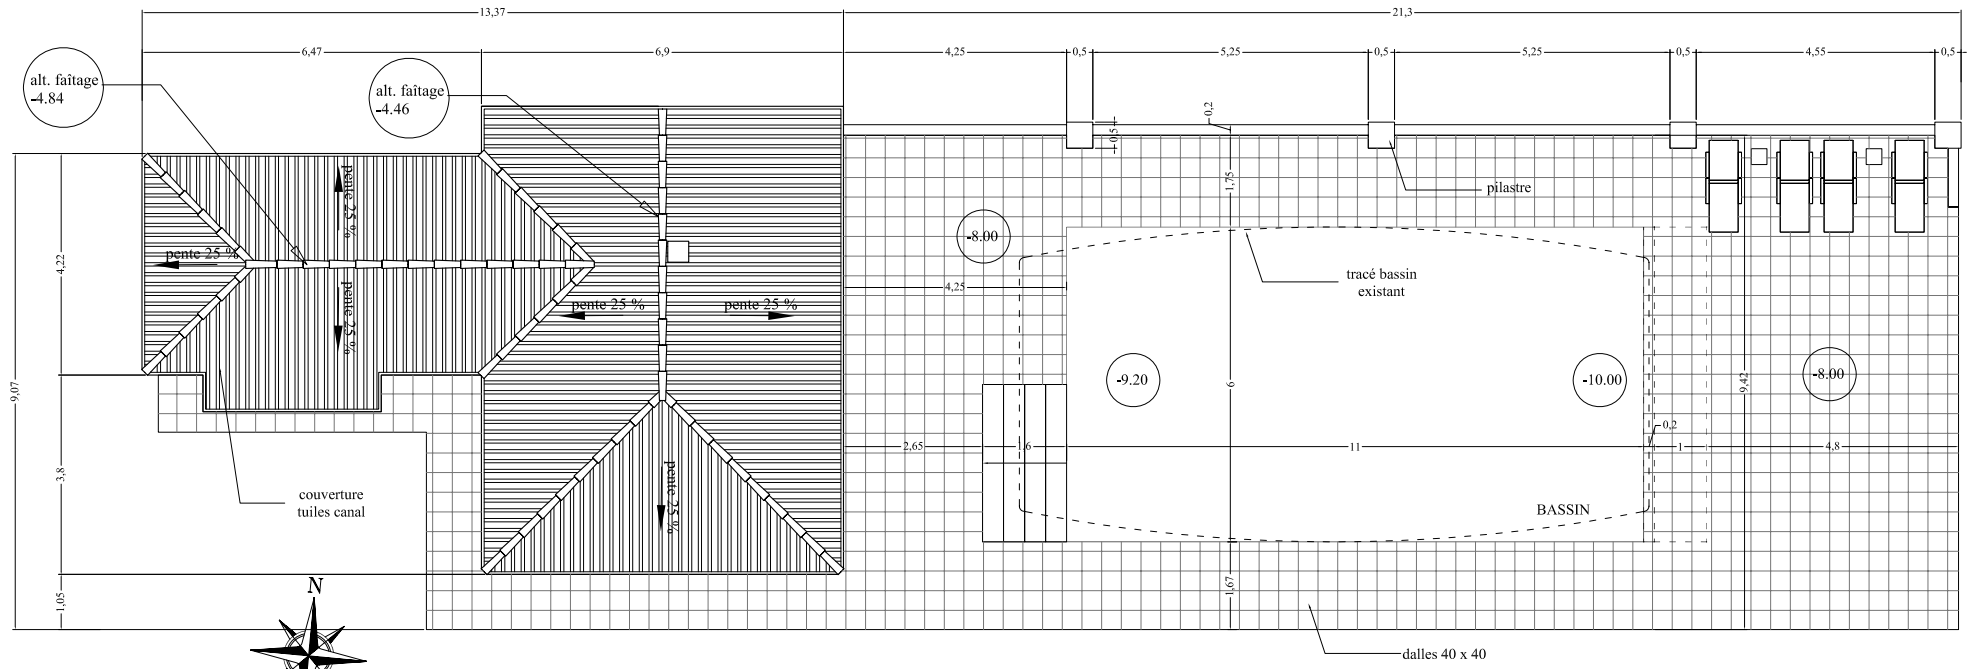 13,37
21,3
6,47
6,9
4,25
0,5
5,25
0,5
5,25
0,5
4,55
0,5
alt. faîtage
-4.84
alt. faîtage
-4.46
0,2
0,5
pente 25 %
1,75
pilastre
-8.00
pente 25 %
4,22
tracé bassin
existant
4,25
pente 25 %
pente 25 %
pente 25 %
-9.20
6
-10.00
9,42
-8.00
9,07
2,65
1,6
11
0,2
1
4,8
3,8
pente 25 %
couverture
tuiles canal
BASSIN
1,05
N
1,67
dalles 40 x 40